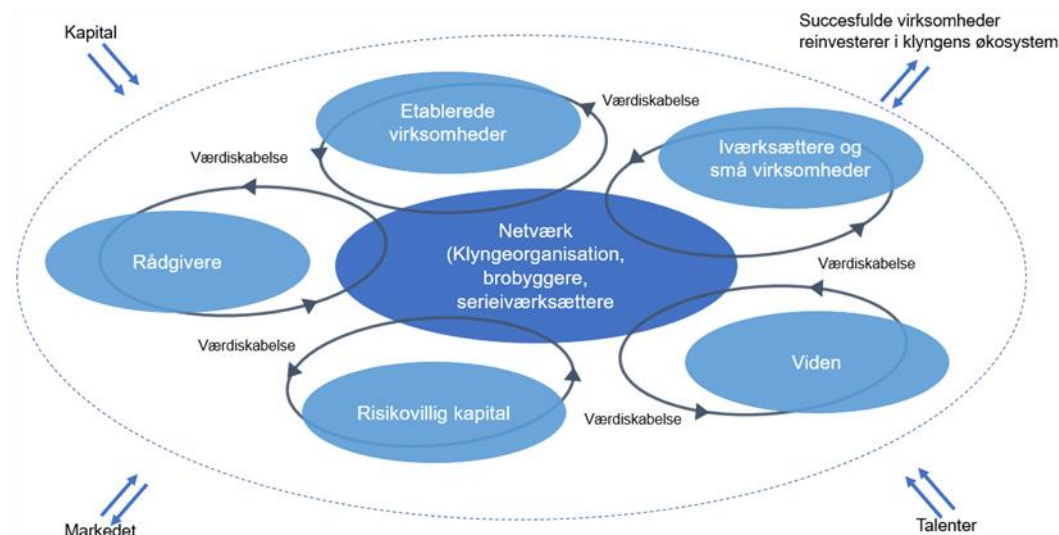 Kapital
Succesfulde virksomheder
reinvesterer i klyngens økosystem
Etablerede
virksomheder
Værdiskabelse
Iværksættere og
små virksomheder
Værdiskabelse
Rådgivere
Netværk
(Klyngeorganisation,
brobyggere,
serieiværksættere
Værdiskabelse
Værdiskabelse
Viden
Risikovillig kapital
Værdiskabelse
Værdiskabelse
Markedet
Talenter